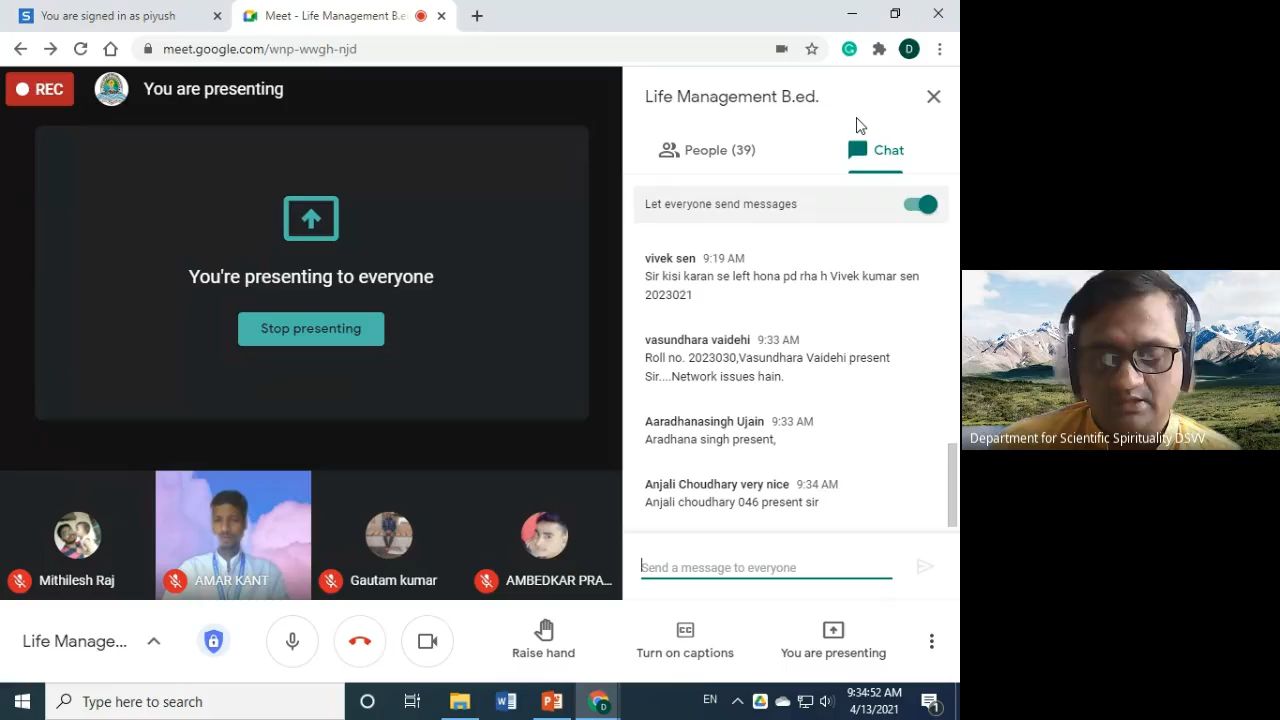 You are signed in as piyush
Meet - Life Management B.e
meet.google.com/wnp-wwgh-njd
D
REC
You are presenting
You're presenting to everyone
Stop presenting
Life Management B.ed.
People (39)
Chat
Let everyone send messages
vivek sen 9:19 AM
Sir kisi karan se left hona pd rha h Vivek kumar sen
2023021
vasundhara vaidehi 9:33 AM
Roll no. 2023030,Vasundhara Vaidehi present
Sir....Network issues hain.
Aaradhanasingh Ujain 9:33 AM
Aradhana singh present,
Anjali Choudhary very nice 9:34 AM
Anjali choudhary 046 present sir
Send a message to everyone
Mithilesh Raj
AMAR KANT
Gautam kumar
AMBEDKAR PRA...
Department for Scientific Spirituality DSVV
Life Manage...
Raise hand
Turn on captions
You are presenting
Type here to search
EN
9:34:52 AM
4/13/2021